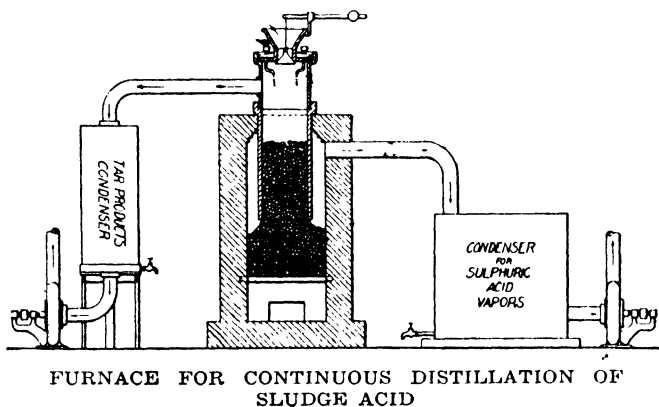 TAR PRODUCTS
CONDENSER
CONDENSER
FOR
SULPHURIC
ACID
VAPORS
FURNACE FOR CONTINUOUS DISTILLATION OF
SLUDGE ACID